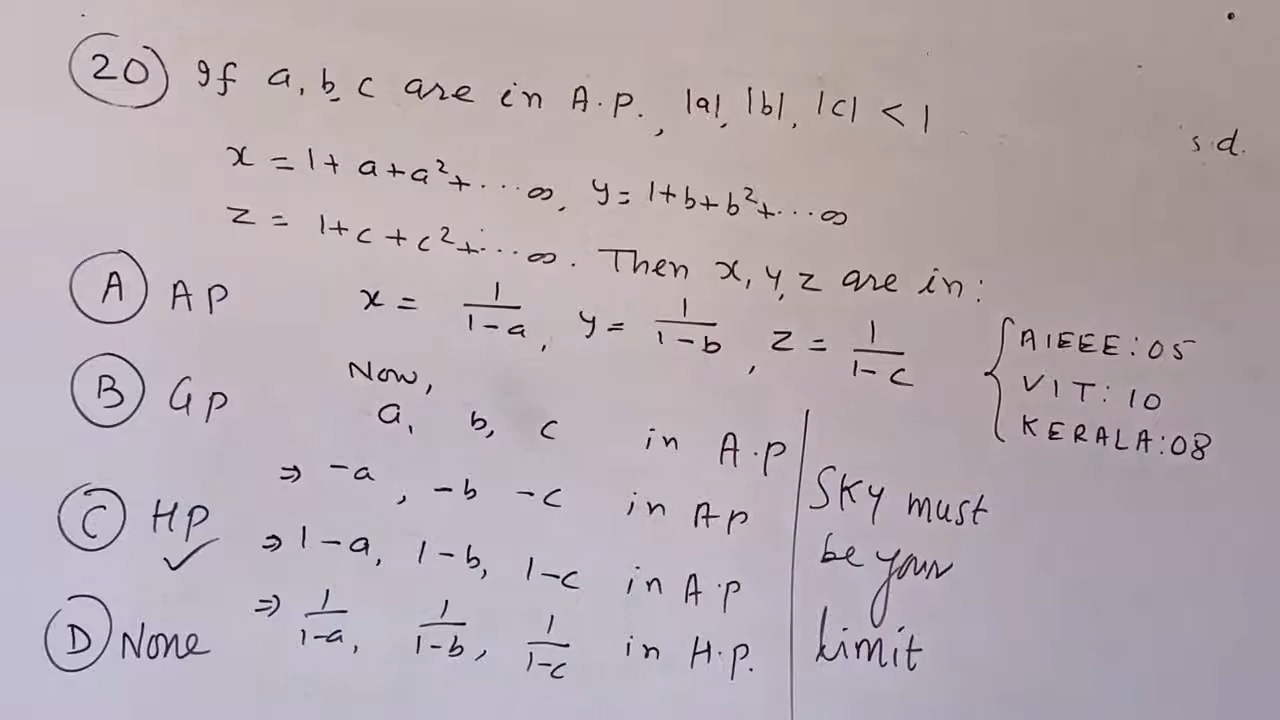 20 If a, b, c are in A.P., |a|, |b|, |c| < 1
s.d.
x = 1 + a + a² + ... ∞, y = 1 + b + b² + ... ∞
z = 1 + c + c² + ... ∞. Then x, y, z are in:
A AP
x = 1/(1-a), y = 1/(1-b), z = 1/(1-c)
{ AIEEE: 05
VIT: 10
KERALA: 08
B GP
Now,
a, b, c in A.P
⇒ -a, -b -c in AP
C HP ✓
⇒ 1-a, 1-b, 1-c in A.P
D None
⇒ 1/(1-a), 1/(1-b), 1/(1-c) in H.P.
SKY must
be your
limit